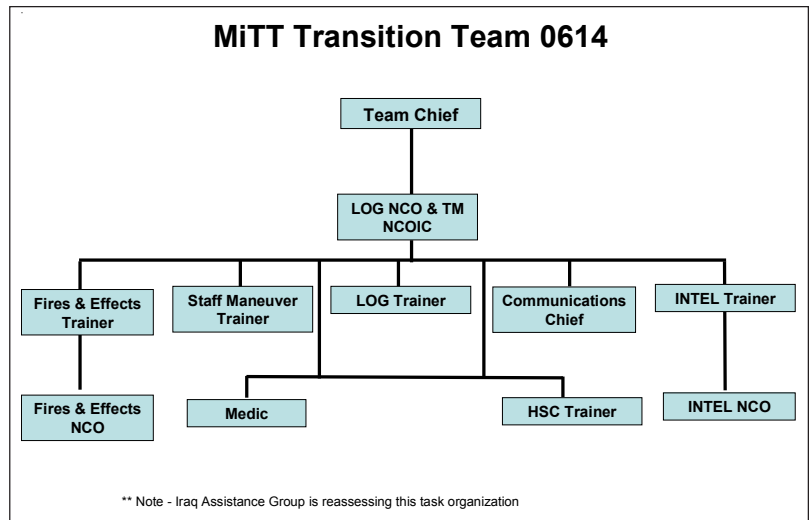 MiTT Transition Team 0614
Team Chief
LOG NCO & TM
NCOIC
Fires & Effects
Trainer
Staff Maneuver
Trainer
LOG Trainer
Communications
Chief
INTEL Trainer
Fires & Effects
NCO
Medic
HSC Trainer
INTEL NCO
** Note - Iraq Assistance Group is reassessing this task organization